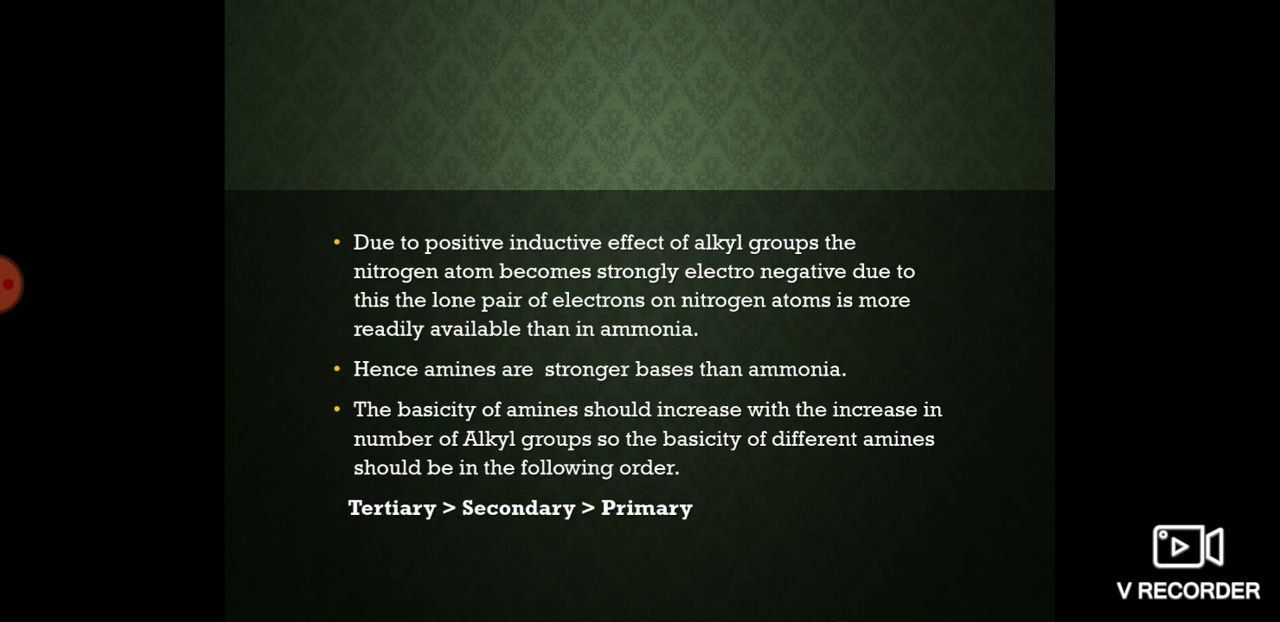 • Due to positive inductive effect of alkyl groups the
nitrogen atom becomes strongly electro negative due to
this the lone pair of electrons on nitrogen atoms is more
readily available than in ammonia.
• Hence amines are  stronger bases than ammonia.
• The basicity of amines should increase with the increase in
number of Alkyl groups so the basicity of different amines
should be in the following order.
Tertiary > Secondary > Primary
V RECORDER